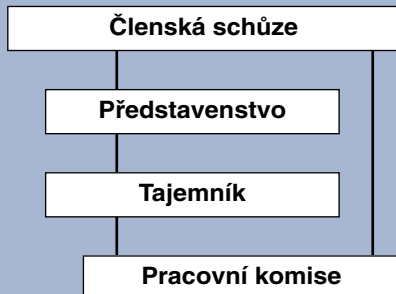 Členská schůze
Představenstvo
Tajemník
Pracovní komise